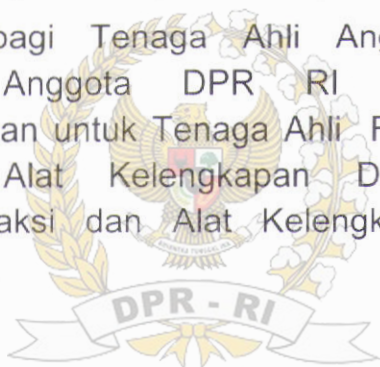 bagi Tenaga Ahli Ang
Anggota DPR RI
an untuk Tenaga Ahli F
Alat Kelengkapan D
aksi dan Alat Kelengk
DPR - RI